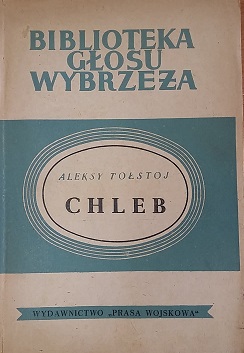 BIBLIOTEKA
GŁOSU
WYBRZEŻA
ALEKSY TOŁSTOJ
CHLEB
WYDAWNICTWO „PRASA WOJSKOWA"